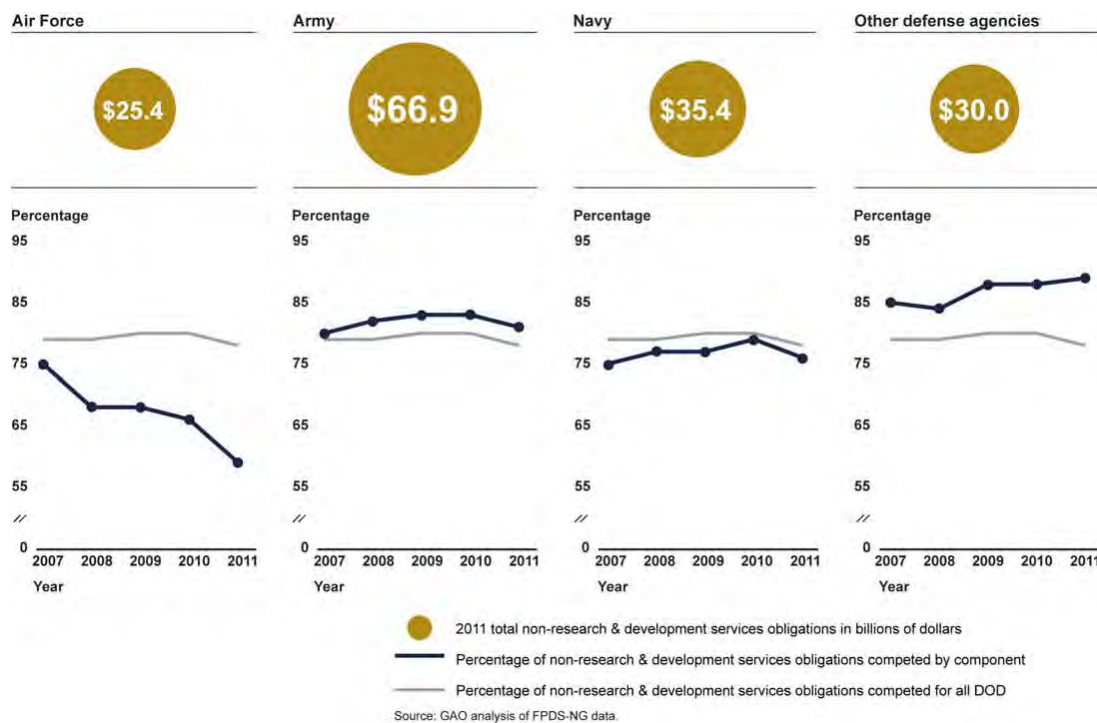 Air Force
Army
Navy
Other defense agencies
$25.4
$66.9
$35.4
$30.0
Percentage
Percentage
Percentage
Percentage
95
95
95
95
85
85
85
85
75
75
75
75
65
65
65
65
55
55
55
55
0
0
0
0
2007 2008 2009 2010 2011
2007 2008 2009 2010 2011
2007 2008 2009 2010 2011
2007 2008 2009 2010 2011
Year
Year
Year
Year
2011 total non-research & development services obligations in billions of dollars
Percentage of non-research & development services obligations competed by component
Percentage of non-research & development services obligations competed for all DOD
Source: GAO analysis of FPDS-NG data.